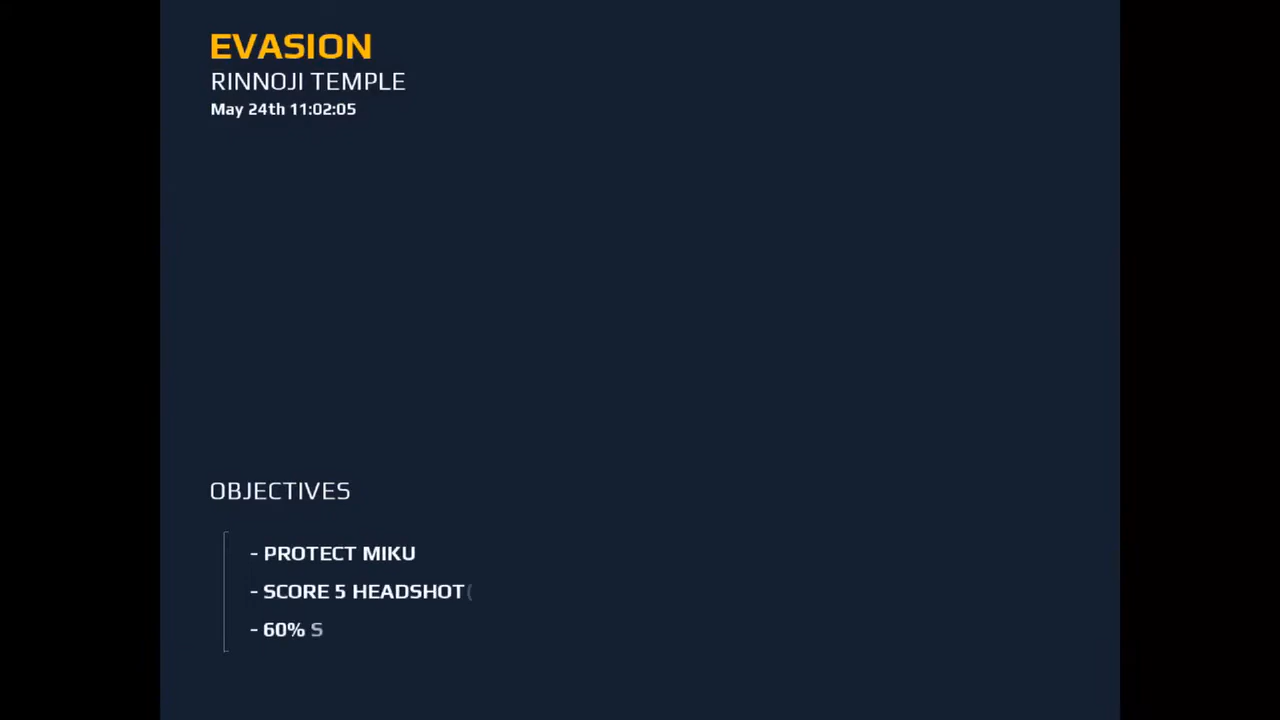 EVASION
RINNOJI TEMPLE
May 24th 11:02:05
OBJECTIVES
- PROTECT MIKU
- SCORE 5 HEADSHOT(
- 60% S